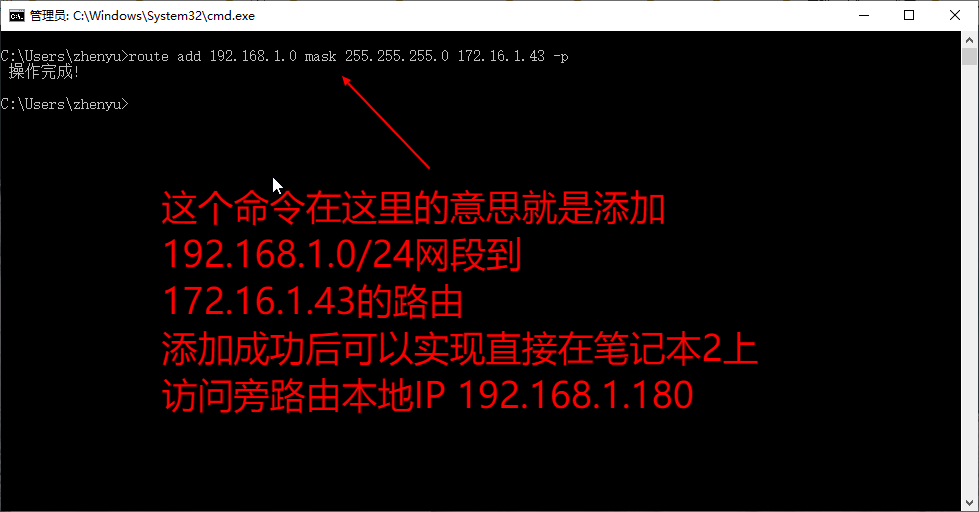 管理员: C:\Windows\System32\cmd.exe
C:\Users\zhenyu>route add 192.168.1.0 mask 255.255.255.0 172.16.1.43 -p
操作完成!
C:\Users\zhenyu>
这个命令在这里的意思就是添加
192.168.1.0/24网段到
172.16.1.43的路由
添加成功后可以实现直接在笔记本2上
访问旁路由本地IP 192.168.1.180